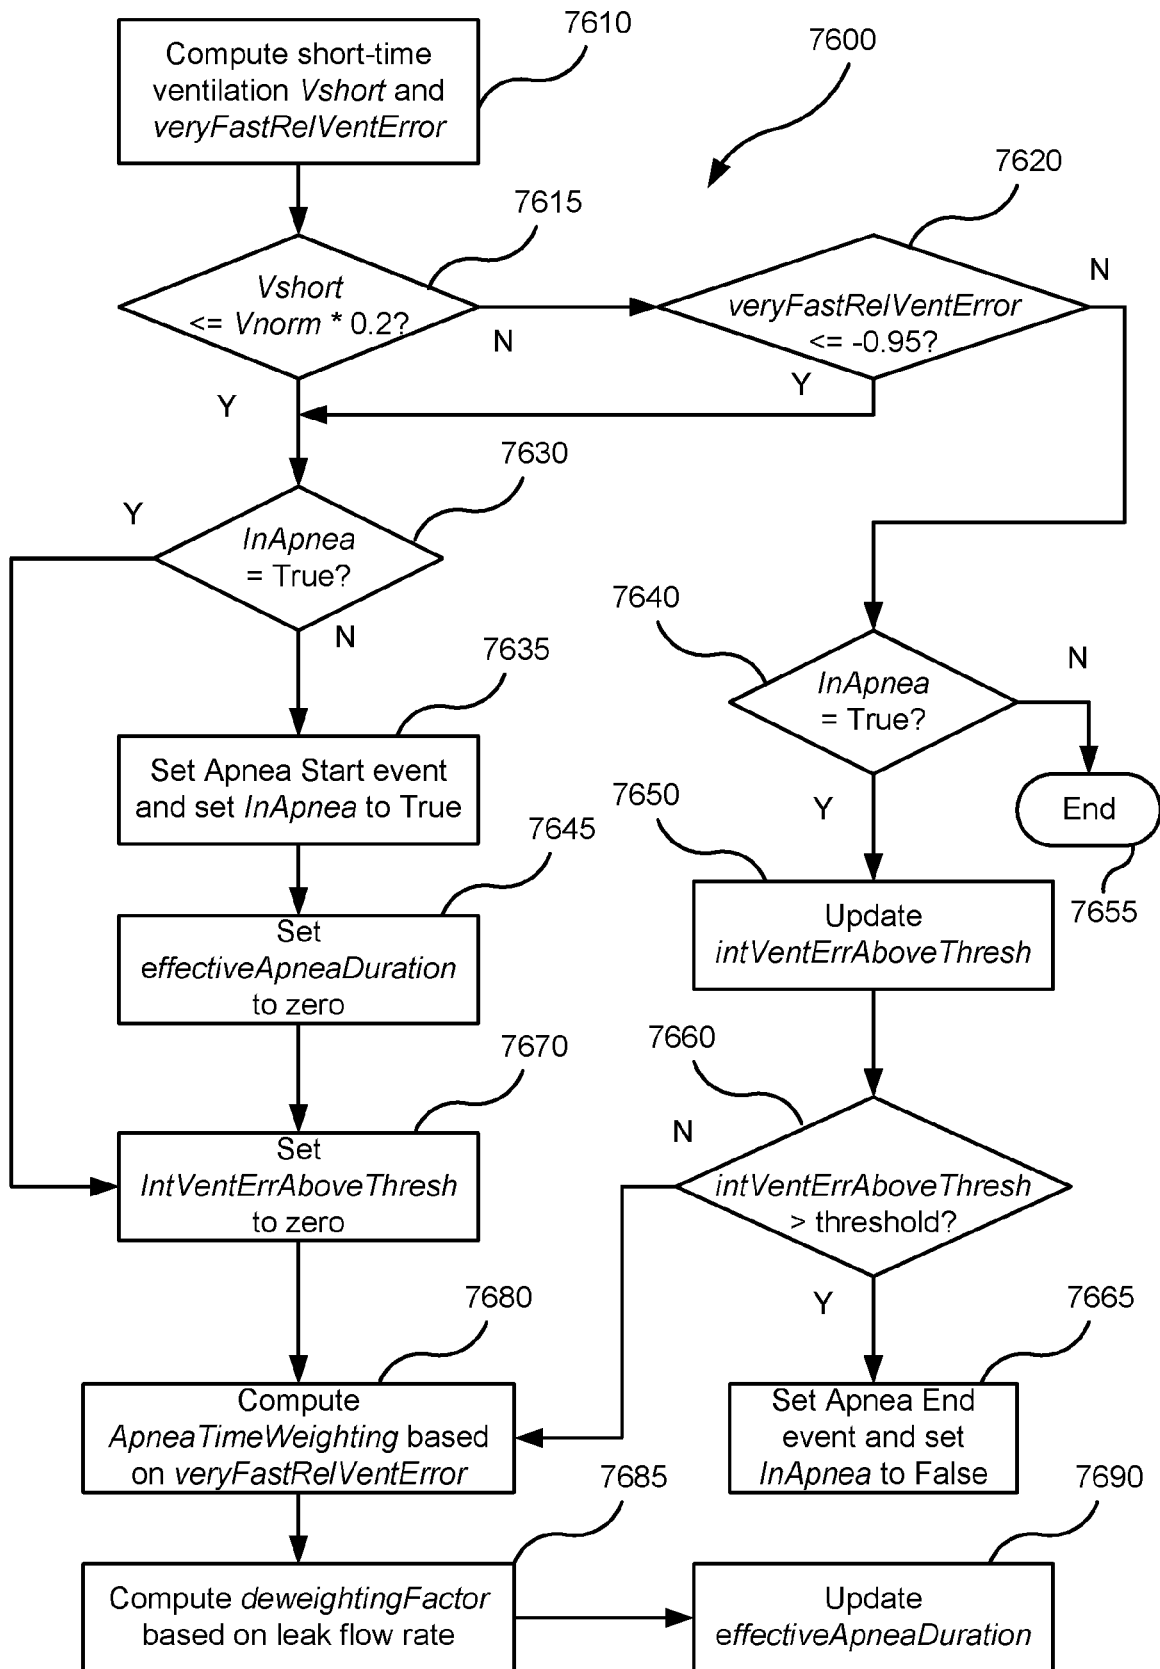 7610
Compute short-time
ventilation Vshort and
veryFastRelVentError
7600
7615
7620
Vshort
<= Vnorm * 0.2?
N
veryFastRelVentError
<= -0.95?
N
Y
Y
7630
Y
InApnea
= True?
N
7635
Set Apnea Start event
and set InApnea to True
7640
InApnea
= True?
N
Y
End
7655
7645
Set
effectiveApneaDuration
to zero
7650
Update
intVentErrAboveThresh
7670
Set
IntVentErrAboveThresh
to zero
7660
N
intVentErrAboveThresh
> threshold?
Y
7680
Compute
ApneaTimeWeighting based
on veryFastRelVentError
7665
Set Apnea End
event and set
InApnea to False
7685
Compute deweightingFactor
based on leak flow rate
7690
Update
effectiveApneaDuration